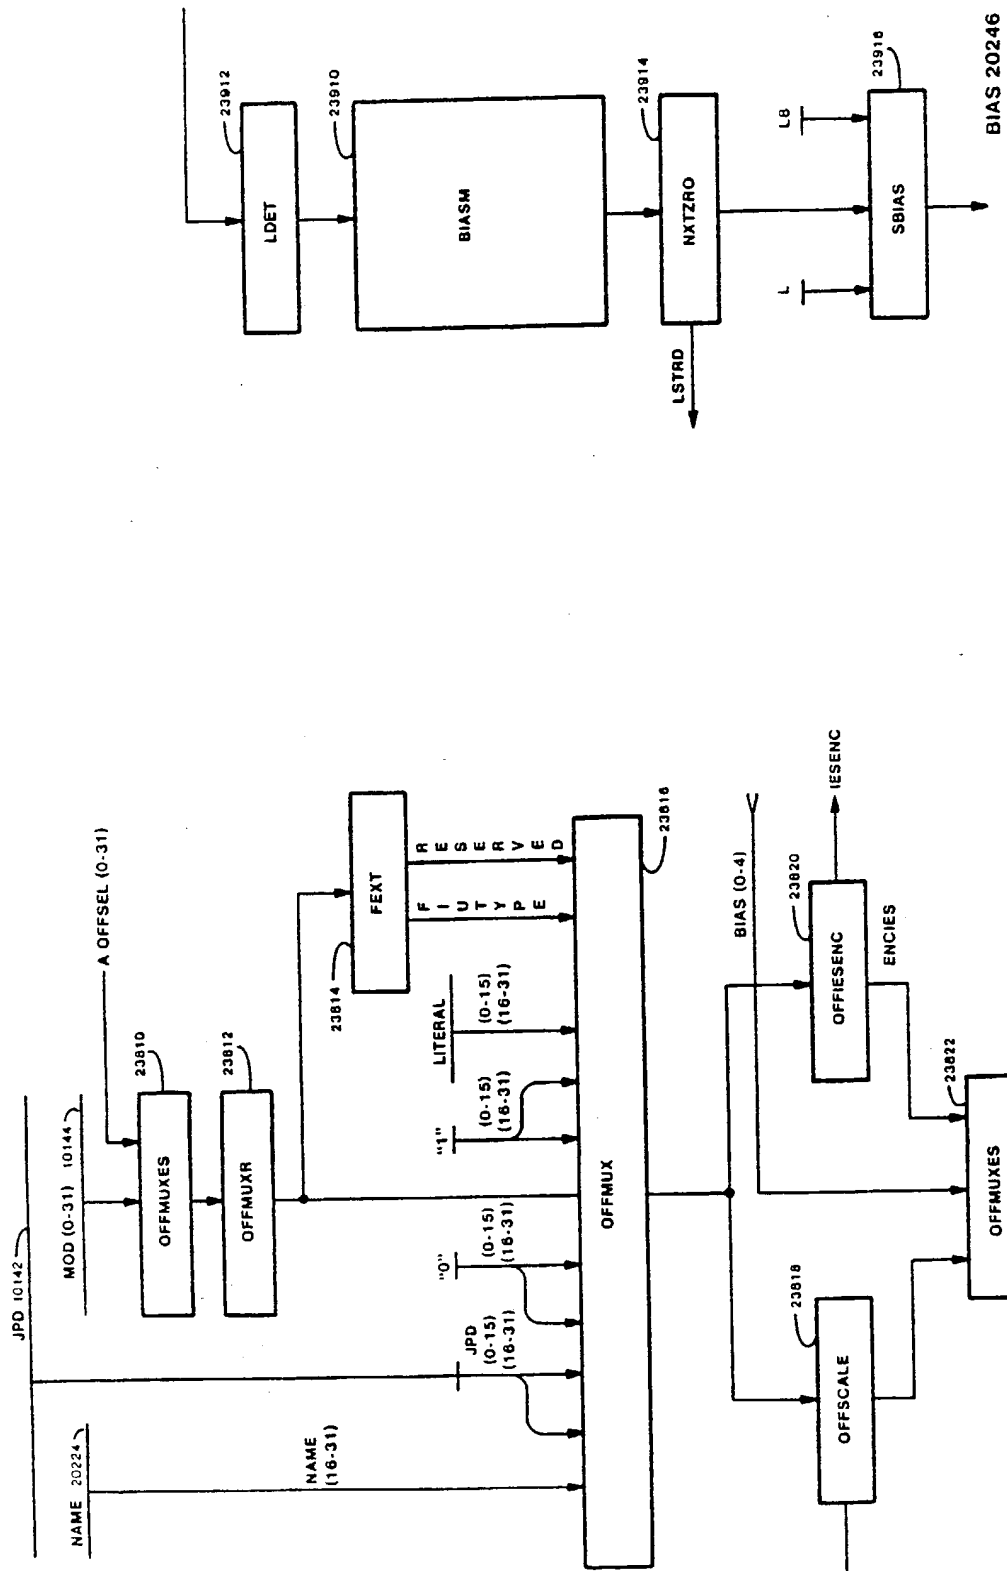 JPD 10142
NAME 20224
MOD (0-31) 10144
A OFFSEL (0-31)
OFFMUXES
23810
OFFMUXR
23812
FEXT
23814
FIUTYPE
RESERVED
NAME
(16-31)
JPD
(0-15)
(16-31)
"0"
(0-15)
(16-31)
"1"
(0-15)
(16-31)
LITERAL
(0-15)
(16-31)
OFFMUX
23816
BIAS (0-4)
OFFSCALE
23818
OFFIESENC
23820
IESENC
ENCIES
OFFMUXES
23822
LDET
23912
BIASM
23910
NXTZRO
23914
LSTRD
L
LB
SBIAS
23916
BIAS 20246